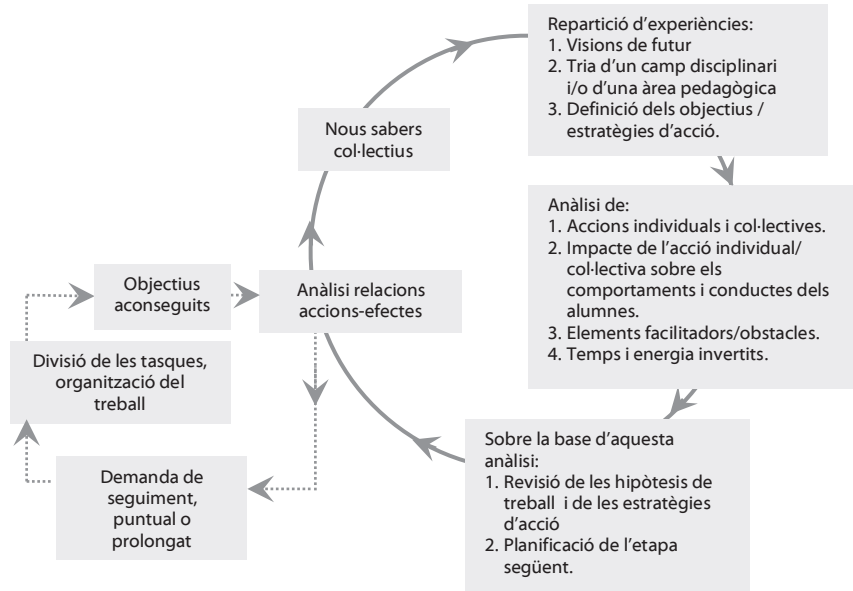 Repartició d’experiències:
1. Visions de futur
2. Tria d’un camp disciplinari
i/o d’una àrea pedagògica
3. Definició dels objectius /
estratègies d’acció.
Nous sabers
col·lectius
Anàlisi de:
1. Accions individuals i col·lectives.
2. Impacte de l’acció individual/
col·lectiva sobre els
comportaments i conductes dels
alumnes.
3. Elements facilitadors/obstacles.
4. Temps i energia invertits.
Objectius
aconseguits
Anàlisi relacions
accions-efectes
Divisió de les tasques,
organització del
treball
Sobre la base d’aquesta
anàlisi:
1. Revisió de les hipòtesis de
treball i de les estratègies
d’acció
2. Planificació de l’etapa
següent.
Demanda de
seguiment,
puntual o
prolongat